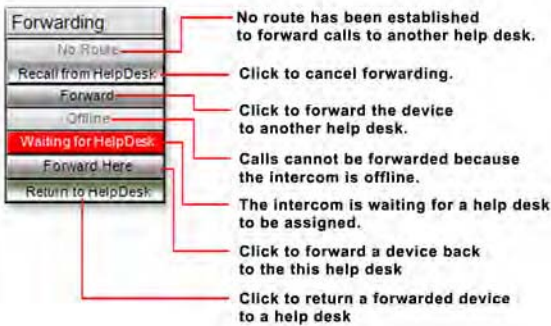 Forwarding
No Route
Recall from HelpDesk
Forward
Offline
Waiting for HelpDesk
Forward Here
Return to HelpDesk
No route has been established
to forward calls to another help desk.
Click to cancel forwarding.
Click to forward the device
to another help desk.
Calls cannot be forwarded because
the intercom is offline.
The intercom is waiting for a help desk
to be assigned.
Click to forward a device back
to the this help desk
Click to return a forwarded device
to a help desk